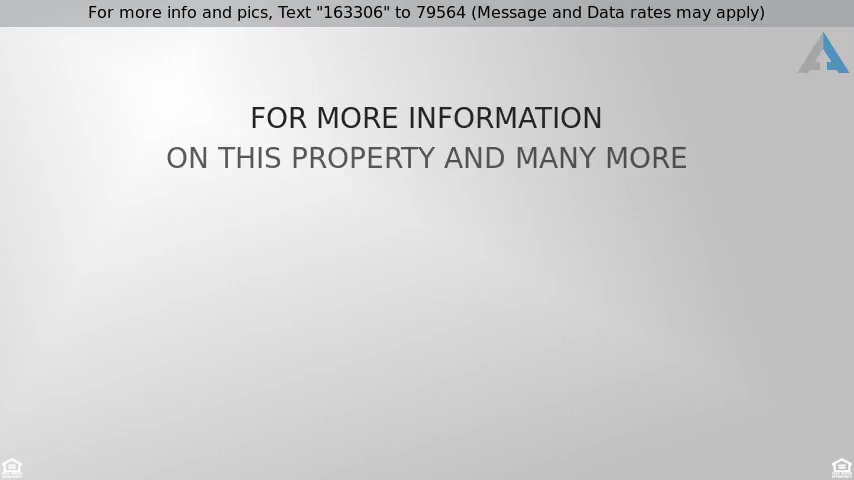 For more info and pics, Text "163306" to 79564 (Message and Data rates may apply)
FOR MORE INFORMATION
ON THIS PROPERTY AND MANY MORE